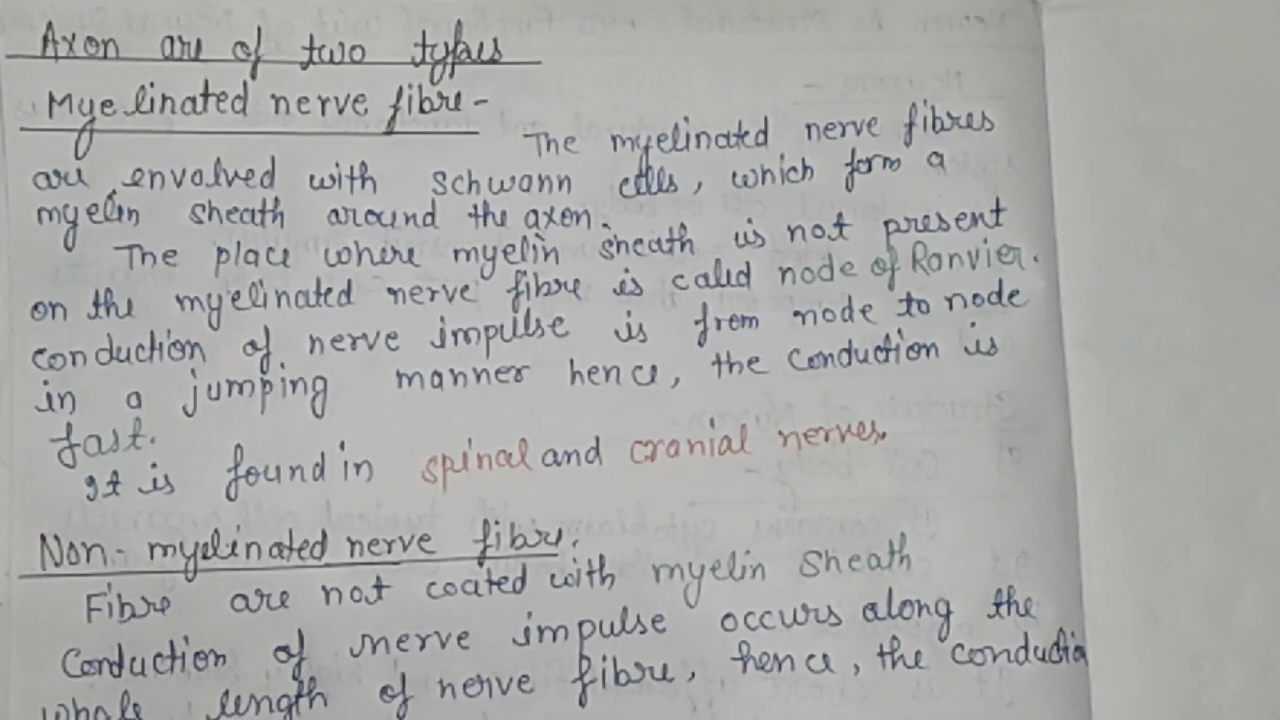 Axon are of two types
Myelinated nerve fibre-
The myelinated nerve fibres
are envolved with schwann cells, which form a
myelin sheath around the axon.
The place where myelin sheath is not present
on the myelinated nerve fibre is called node of Ranvier.
conduction of nerve impulse is from node to node
in a jumping manner hence, the conduction is
fast.
It is found in spinal and cranial nerves.
Non-myelinated nerve fibre:
Fibre are not coated with myelin sheath
Conduction of nerve impulse occurs along the
whole length of nerve fibre, hence, the conductio